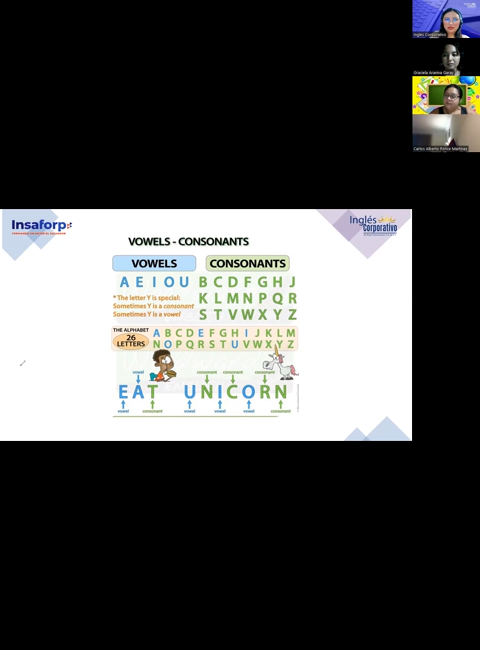 Inglés Corporativo
Graciela Arianna Garay
Carlos Alberto Ponce Martinez
Insaforp
Inglés
Corporativo
VOWELS - CONSONANTS
VOWELS
CONSONANTS
A E I O U
B C D F G H J
K L M N P Q R
S T V W X Y Z
* The letter Y is special:
Sometimes Y is a consonant
Sometimes Y is a vowel
THE ALPHABET
26
LETTERS
A B C D E F G H I J K L M
N O P Q R S T U V W X Y Z
vowel
consonant
consonant
consonant
EAT UNICORN
vowel
consonant
vowel
vowel
vowel
consonant